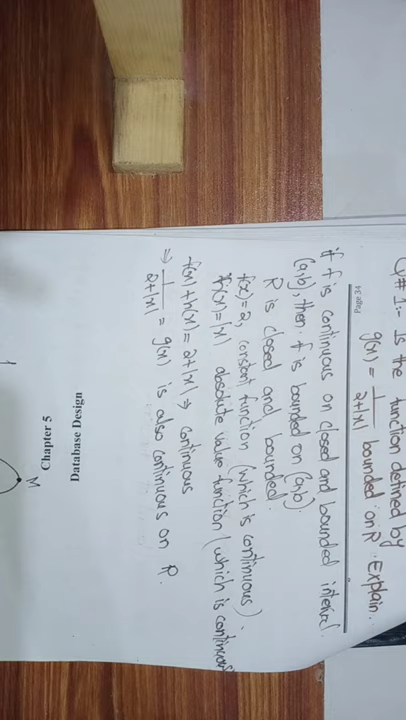 Q#1:- Is the function defined by
g(x) = 1/2+|x| bounded on R. Explain.
Page 34
if f is continuous on closed and bounded interval
(a,b), then f is bounded on (a,b).
R is closed and bounded.
f(x)=2, constant function (which is continuous).
h(x)=|x| absolute value function (which is continuous
f(x)+h(x)=2+|x| ⇒ continuous
⇒ 1/2+|x| = g(x) is also continuous on R.
Database Design
Chapter 5